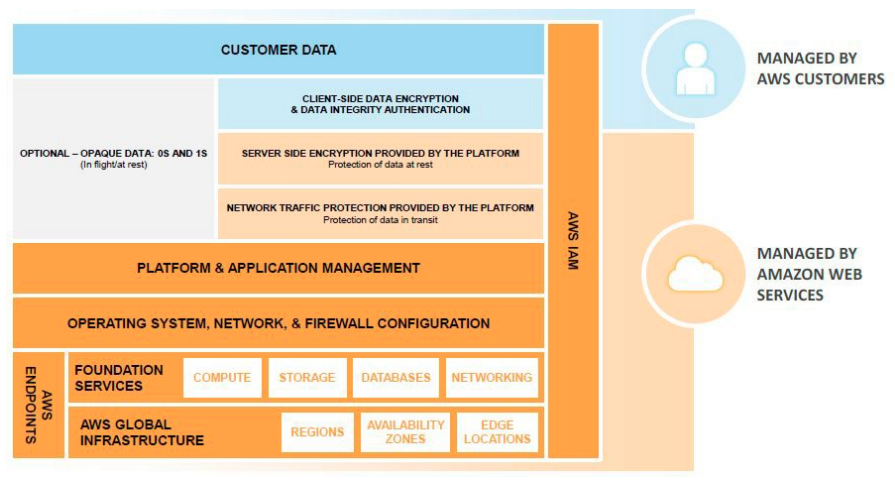 CUSTOMER DATA
MANAGED BY
AWS CUSTOMERS
CLIENT-SIDE DATA ENCRYPTION
& DATA INTEGRITY AUTHENTICATION
OPTIONAL – OPAQUE DATA: 0S AND 1S
(In flight/at rest)
SERVER SIDE ENCRYPTION PROVIDED BY THE PLATFORM
Protection of data at rest
NETWORK TRAFFIC PROTECTION PROVIDED BY THE PLATFORM
Protection of data in transit
AWS IAM
MANAGED BY
AMAZON WEB
SERVICES
PLATFORM & APPLICATION MANAGEMENT
OPERATING SYSTEM, NETWORK, & FIREWALL CONFIGURATION
AWS
ENDPOINTS
FOUNDATION
SERVICES
COMPUTE
STORAGE
DATABASES
NETWORKING
AWS GLOBAL
INFRASTRUCTURE
REGIONS
AVAILABILITY
ZONES
EDGE
LOCATIONS